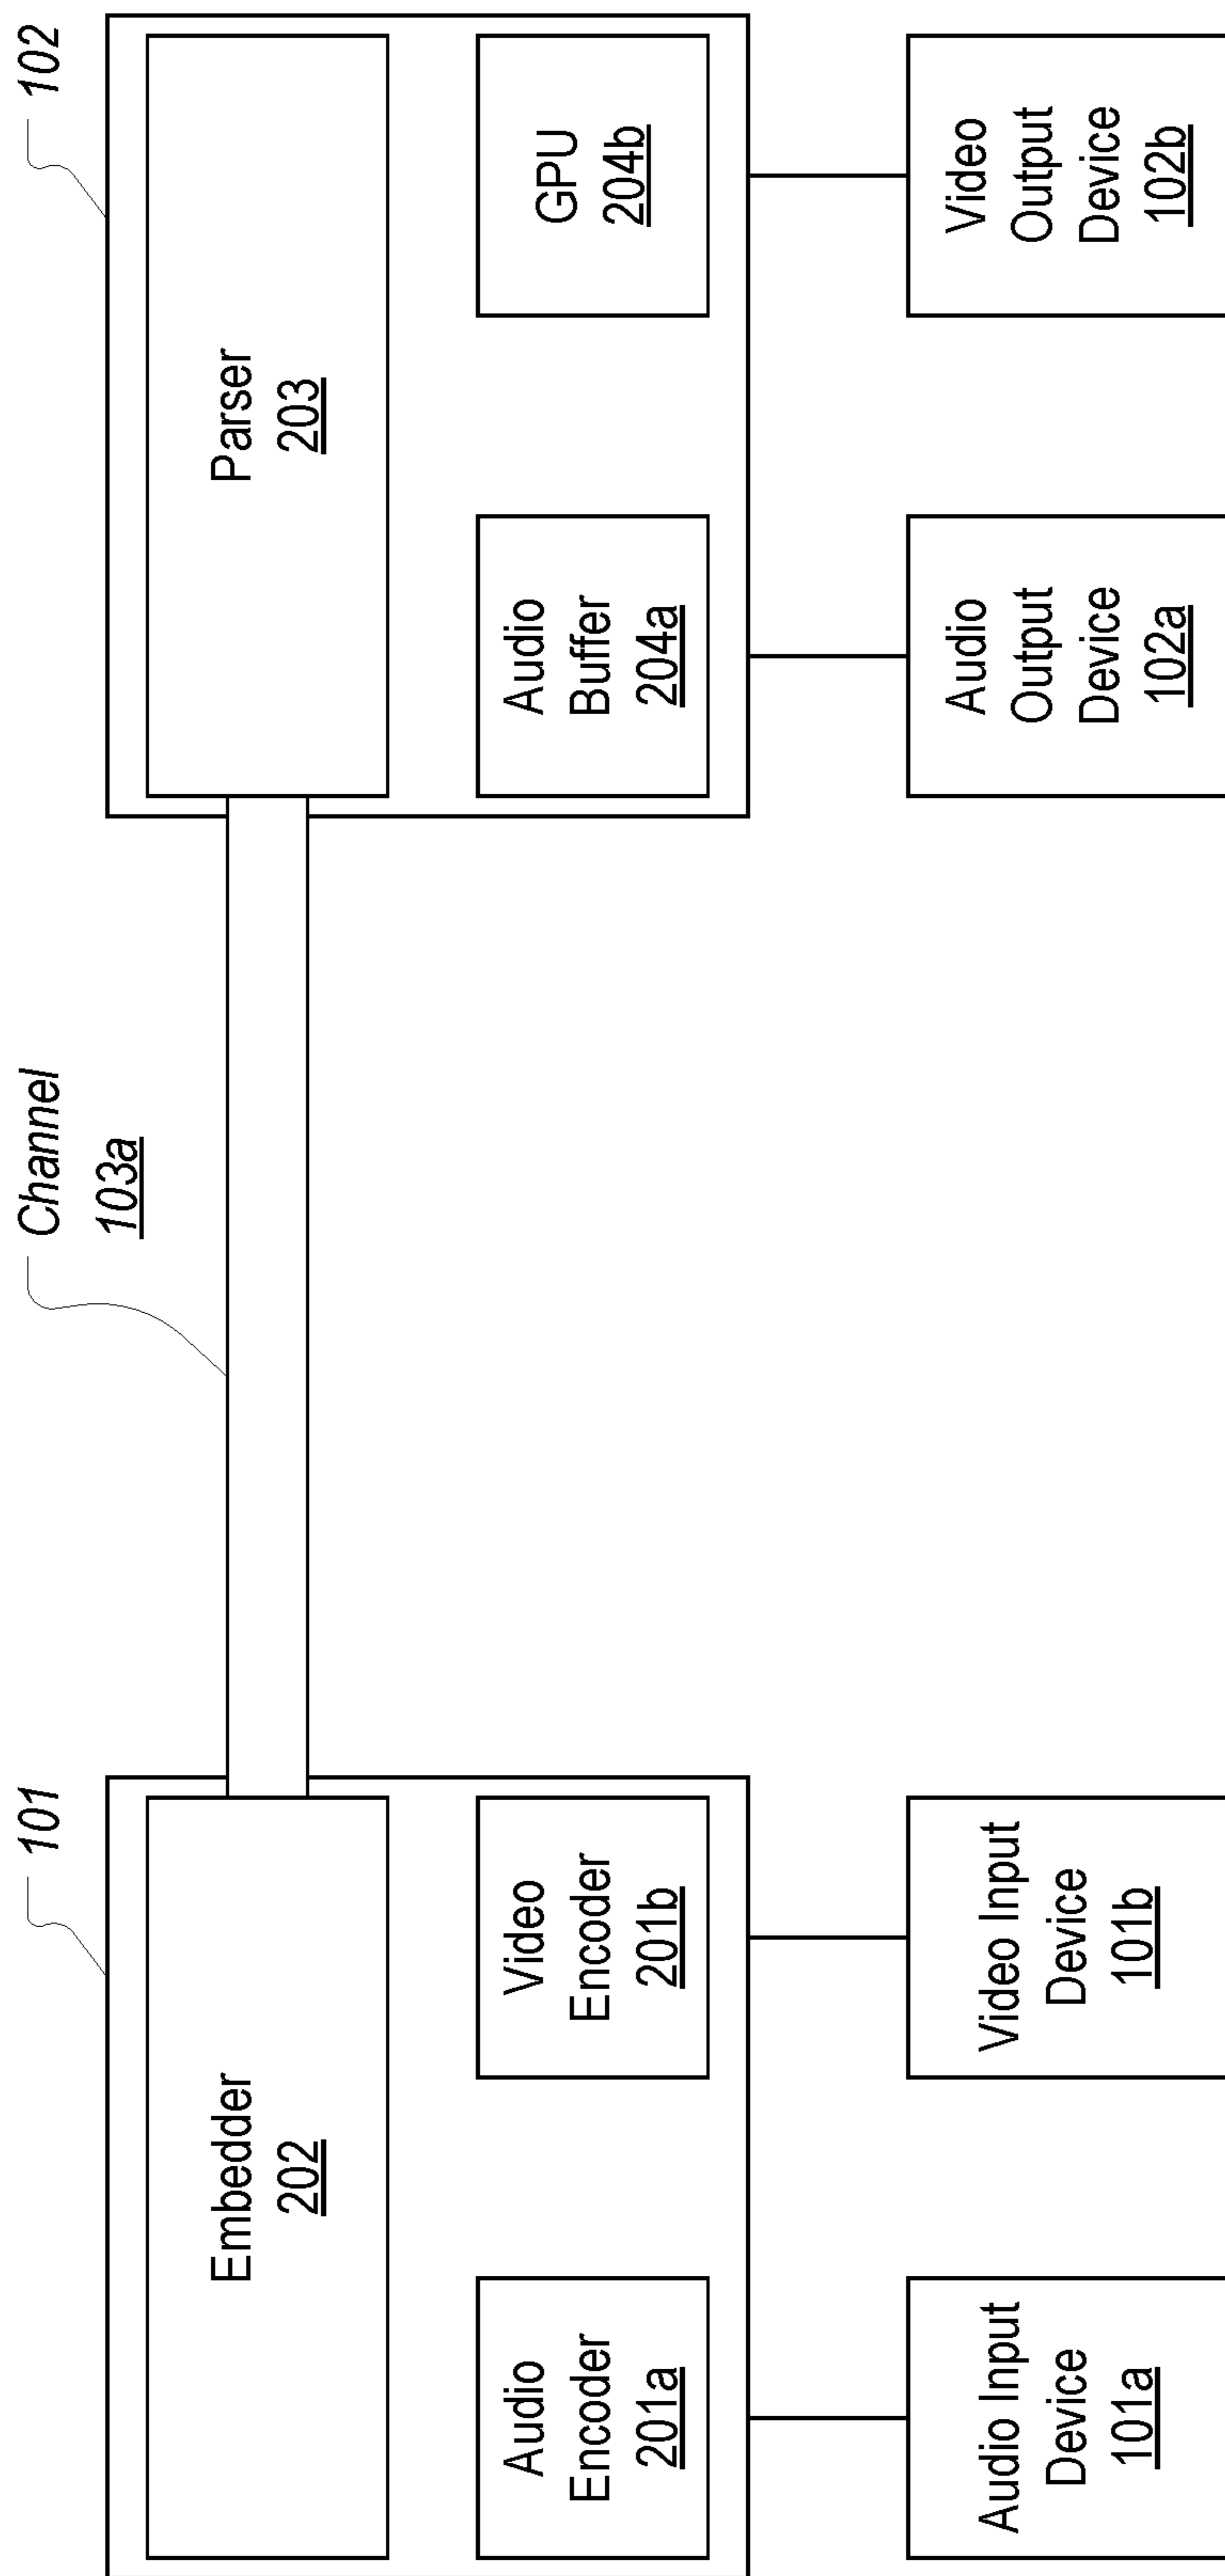 101
Embedder
202
Audio
Encoder
201a
Video
Encoder
201b
Audio Input
Device
101a
Video Input
Device
101b
Channel
103a
102
Parser
203
Audio
Buffer
204a
GPU
204b
Audio
Output
Device
102a
Video
Output
Device
102b